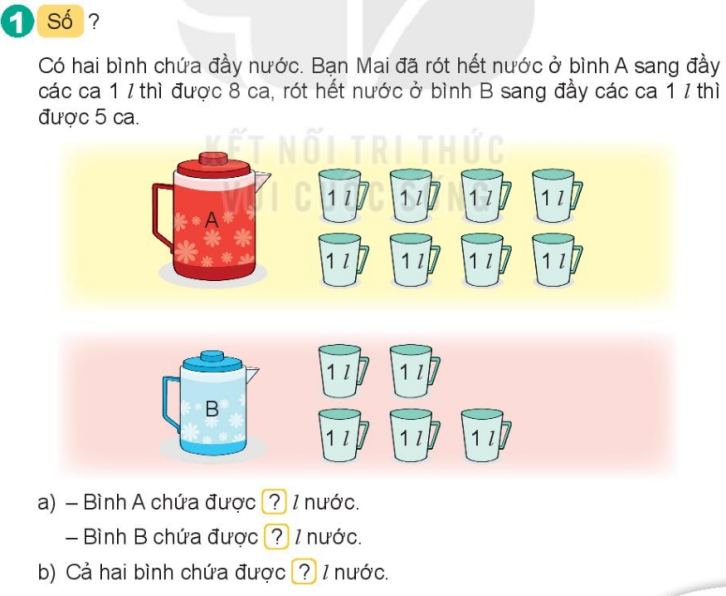 1 Số ?
Có hai bình chứa đầy nước. Bạn Mai đã rót hết nước ở bình A sang đầy
các ca 1 l thì được 8 ca, rót hết nước ở bình B sang đầy các ca 1 l thì
được 5 ca.
KẾT NỐI TRI THỨC
VỚI CUỘC SỐNG
A
1 l 1 l 1 l 1 l
1 l 1 l 1 l 1 l
B
1 l 1 l
1 l 1 l 1 l
a) – Bình A chứa được ? l nước.
– Bình B chứa được ? l nước.
b) Cả hai bình chứa được ? l nước.